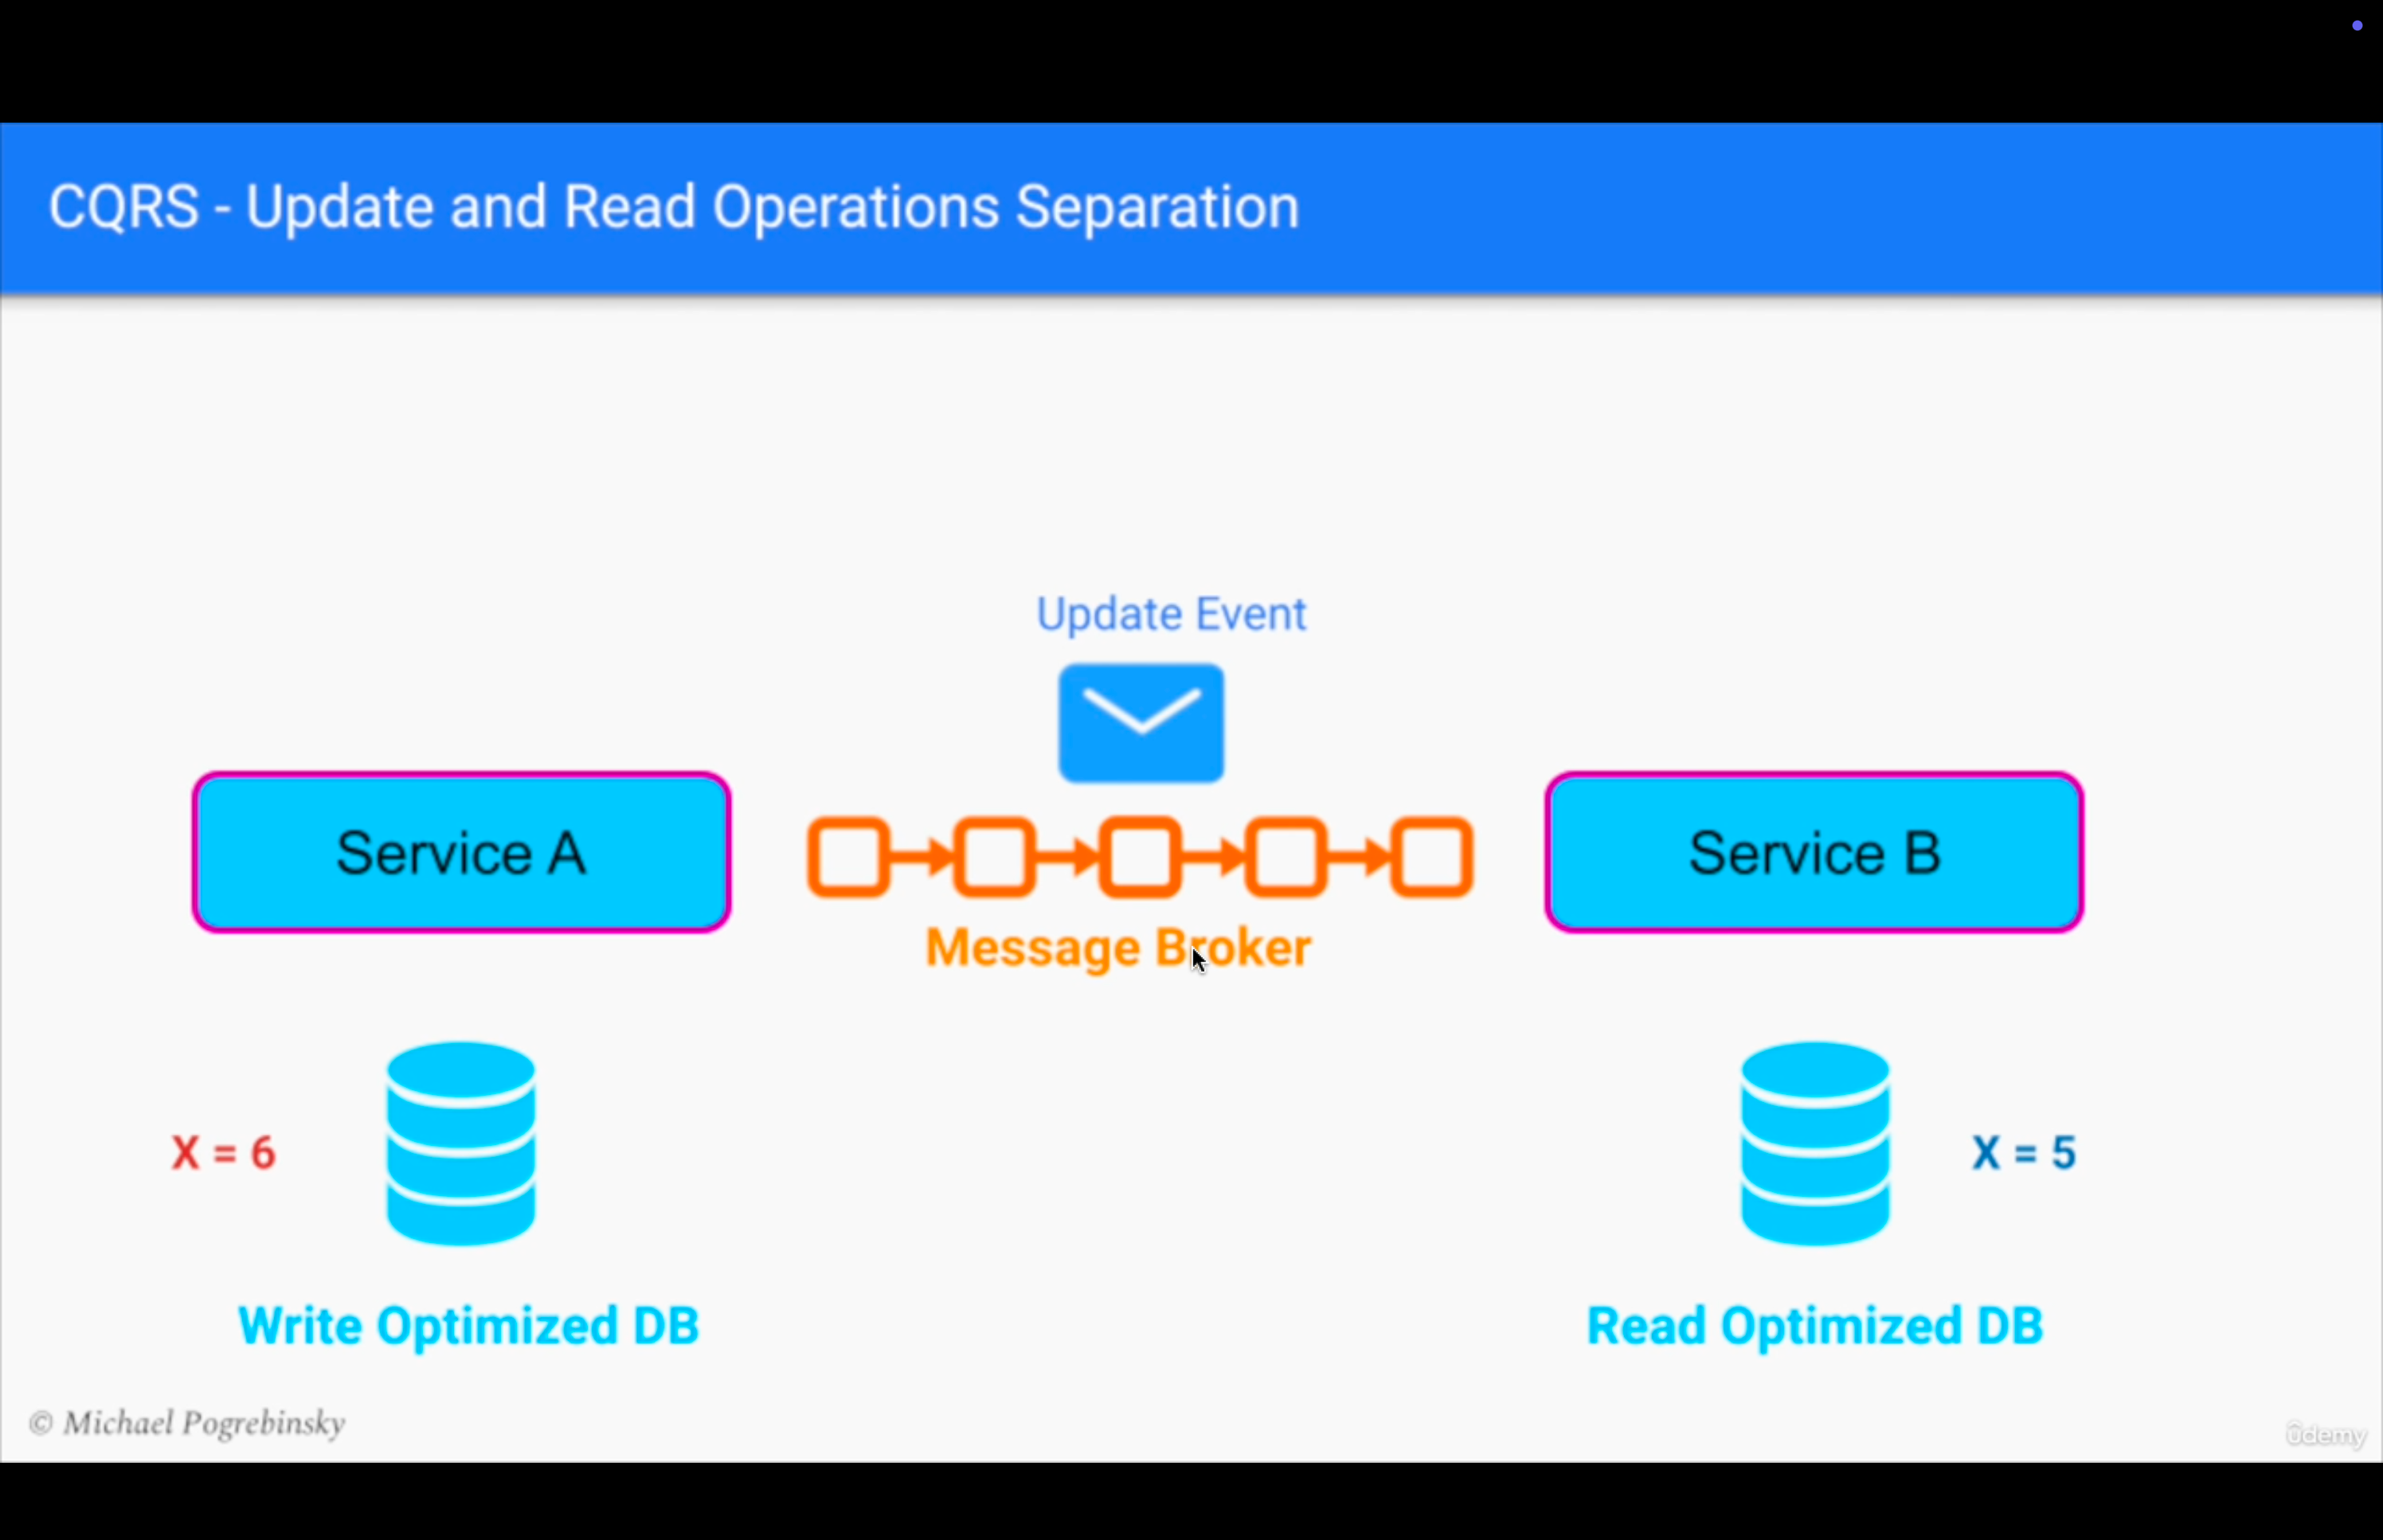 CQRS - Update and Read Operations Separation
Update Event
Service A
Service B
Message Broker
X = 6
X = 5
Write Optimized DB
Read Optimized DB
© Michael Pogrebinsky
ûdemy